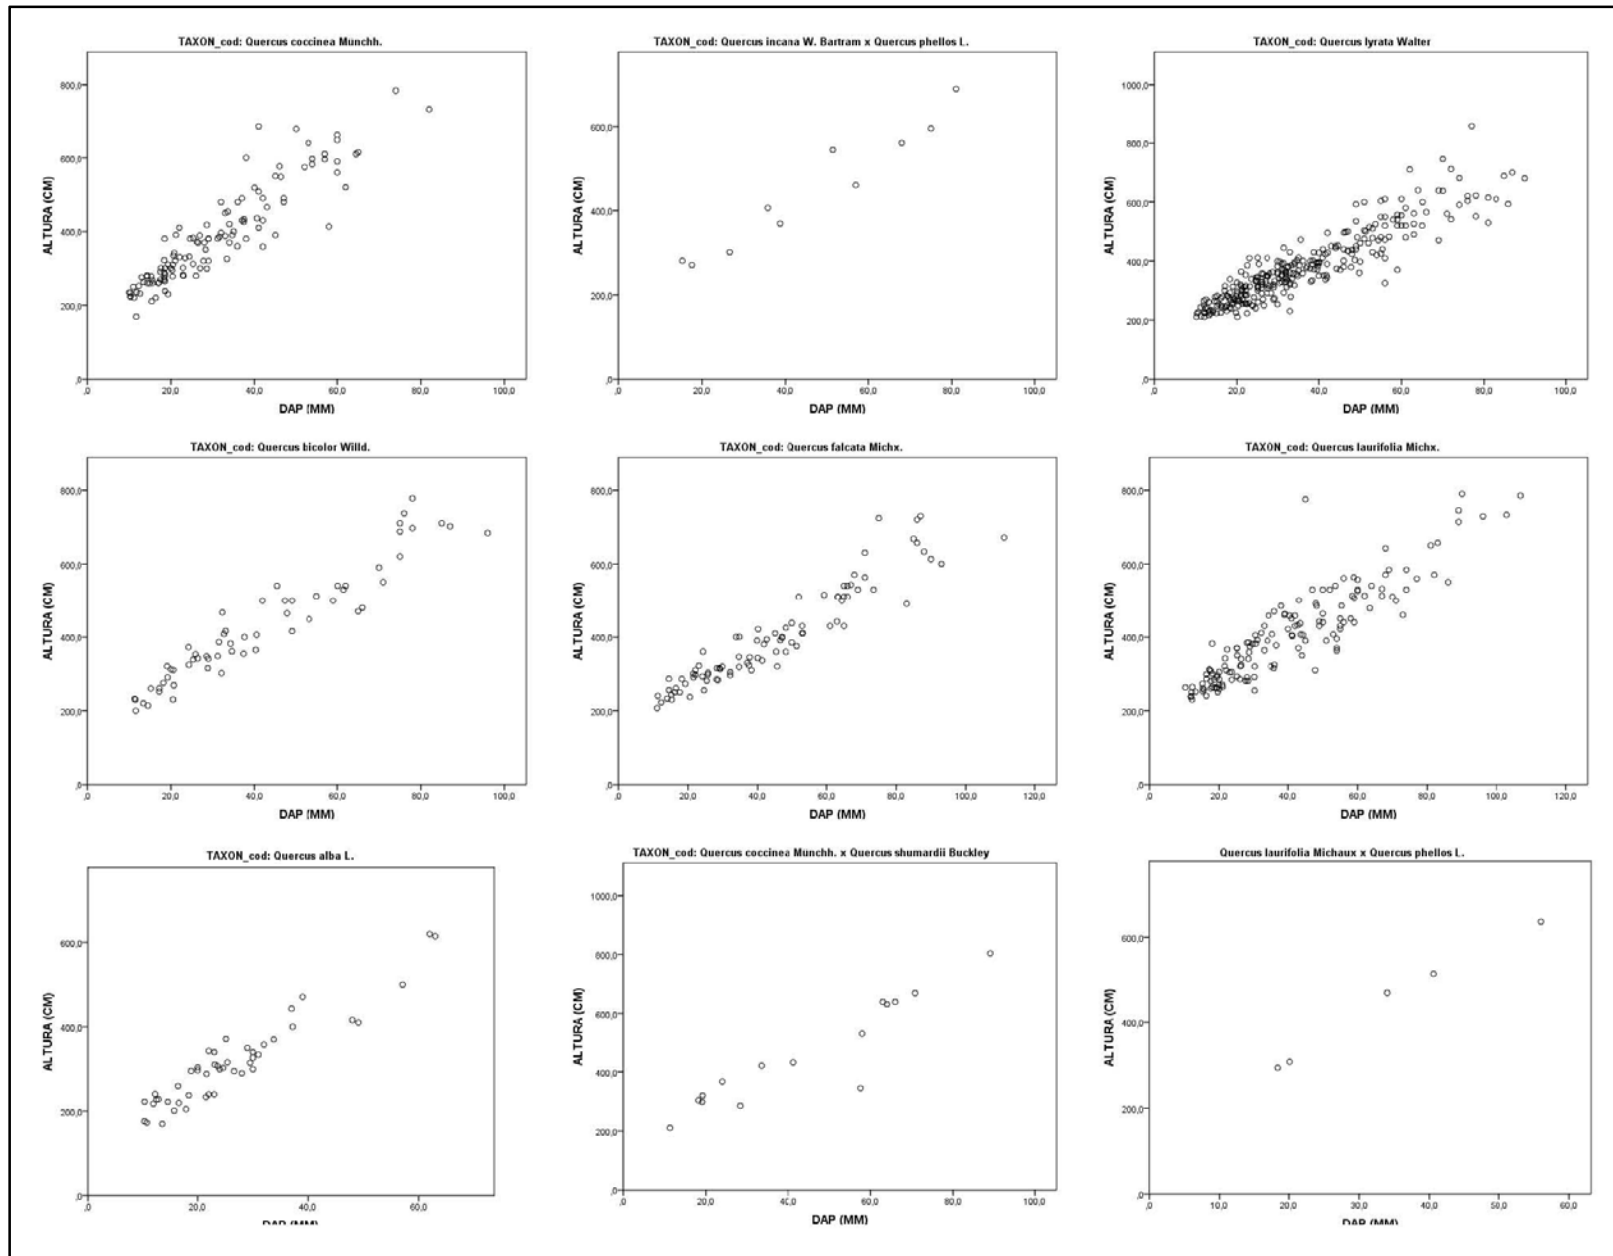 TAXON_cod: Quercus coccinea Münchh.
ALTURA (CM)
800,0
600,0
400,0
200,0
,0
,0 20,0 40,0 60,0 80,0 100,0
DAP (MM)
TAXON_cod: Quercus incana W. Bartram x Quercus phellos L.
ALTURA (CM)
600,0
400,0
200,0
,0
,0 20,0 40,0 60,0 80,0 100,0
DAP (MM)
TAXON_cod: Quercus lyrata Walter
ALTURA (CM)
1000,0
800,0
600,0
400,0
200,0
,0
,0 20,0 40,0 60,0 80,0 100,0
DAP (MM)
TAXON_cod: Quercus bicolor Willd.
ALTURA (CM)
800,0
600,0
400,0
200,0
,0
,0 20,0 40,0 60,0 80,0 100,0
DAP (MM)
TAXON_cod: Quercus falcata Michx.
ALTURA (CM)
800,0
600,0
400,0
200,0
,0
,0 20,0 40,0 60,0 80,0 100,0 120,0
DAP (MM)
TAXON_cod: Quercus laurifolia Michx.
ALTURA (CM)
800,0
600,0
400,0
200,0
,0
,0 20,0 40,0 60,0 80,0 100,0 120,0
DAP (MM)
TAXON_cod: Quercus alba L.
ALTURA (CM)
600,0
400,0
200,0
,0
,0 20,0 40,0 60,0
DAP (MM)
TAXON_cod: Quercus coccinea Münchh. x Quercus shumardii Buckley
ALTURA (CM)
1000,0
800,0
600,0
400,0
200,0
,0
,0 20,0 40,0 60,0 80,0 100,0
DAP (MM)
Quercus laurifolia Michaux x Quercus phellos L.
ALTURA (CM)
600,0
400,0
200,0
,0
,0 10,0 20,0 30,0 40,0 50,0 60,0
DAP (MM)